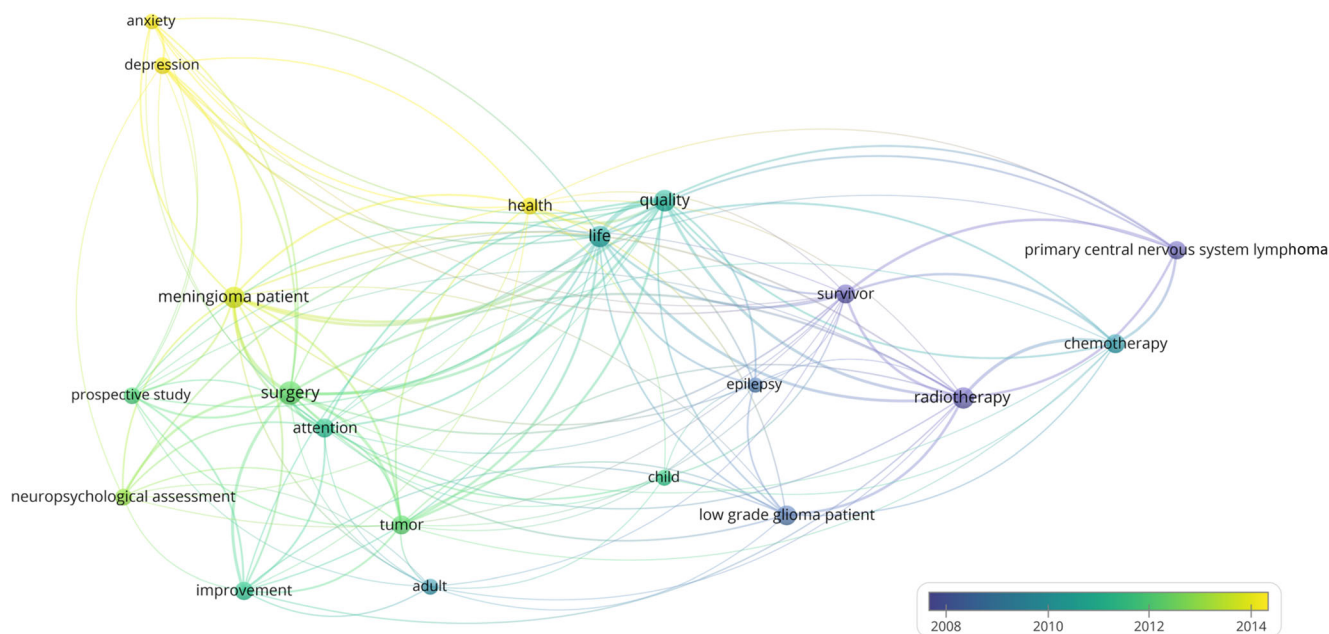 anxiety
depression
health
quality
life
primary central nervous system lymphoma
meningioma patient
survivor
chemotherapy
epilepsy
prospective study
surgery
radiotherapy
attention
child
neuropsychological assessment
low grade glioma patient
tumor
improvement
adult
2008 2010 2012 2014